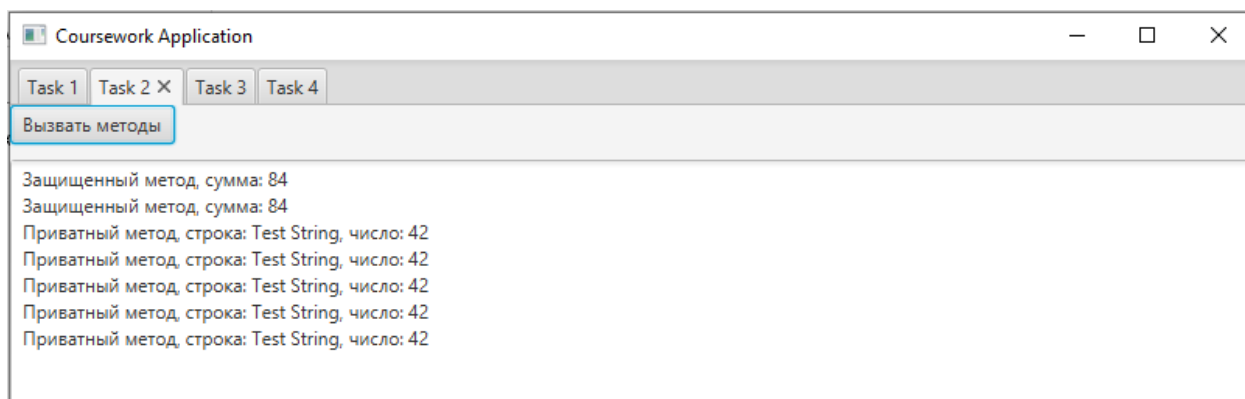 Coursework Application
Task 1 Task 2 Task 3 Task 4
Вызвать методы
Защищенный метод, сумма: 84
Защищенный метод, сумма: 84
Приватный метод, строка: Test String, число: 42
Приватный метод, строка: Test String, число: 42
Приватный метод, строка: Test String, число: 42
Приватный метод, строка: Test String, число: 42
Приватный метод, строка: Test String, число: 42